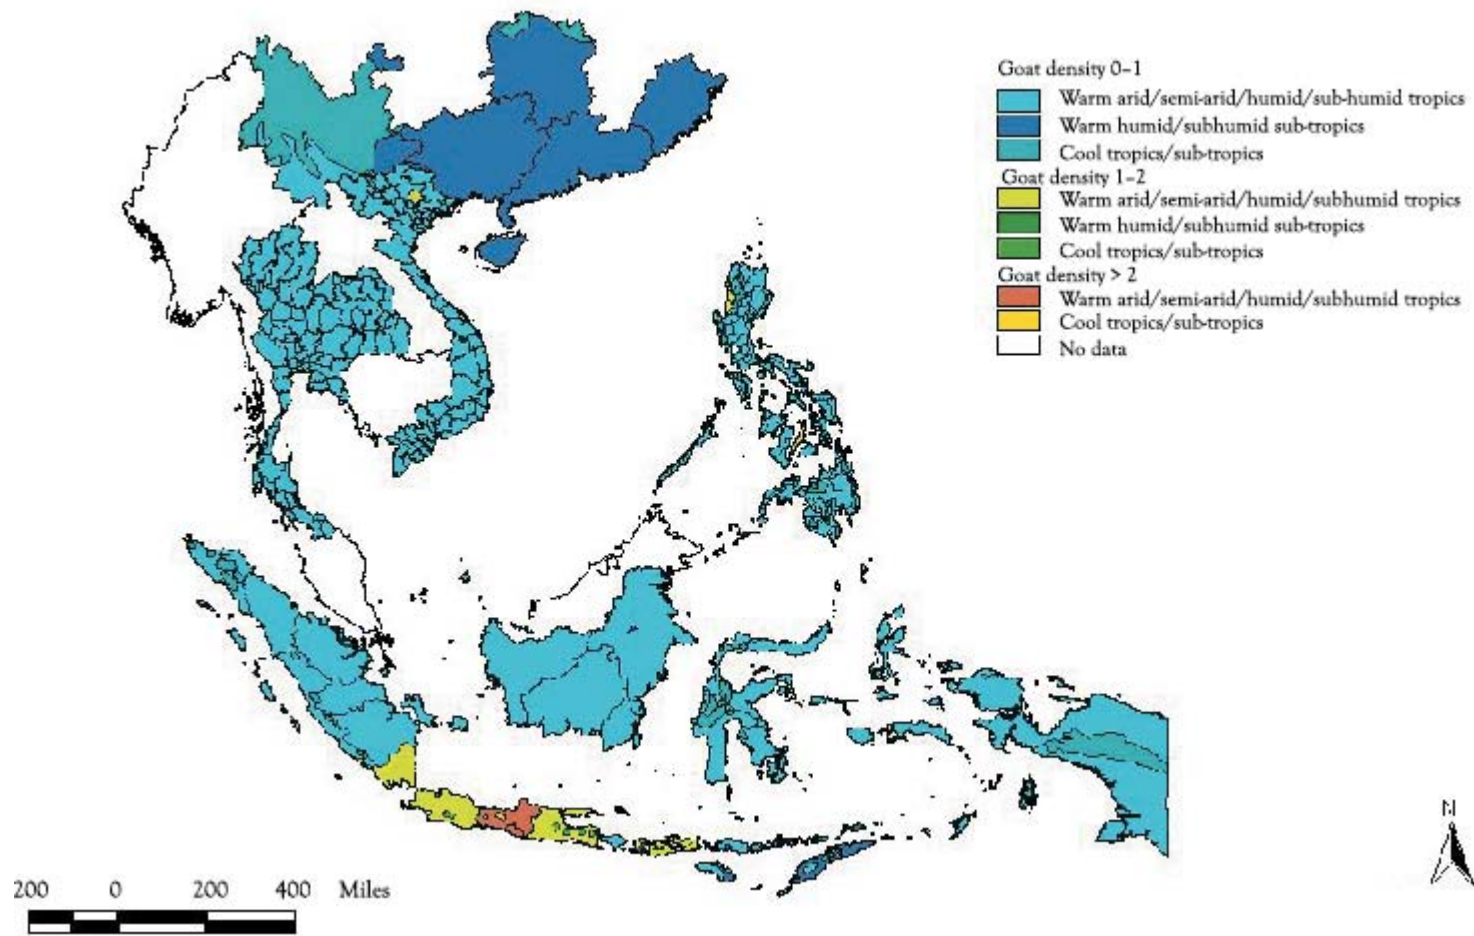 Goat density 0–1
Warm arid/semi-arid/humid/sub-humid tropics
Warm humid/subhumid sub-tropics
Cool tropics/sub-tropics
Goat density 1–2
Warm arid/semi-arid/humid/subhumid tropics
Warm humid/subhumid sub-tropics
Cool tropics/sub-tropics
Goat density > 2
Warm arid/semi-arid/humid/subhumid tropics
Cool tropics/sub-tropics
No data
N
200 0 200 400 Miles